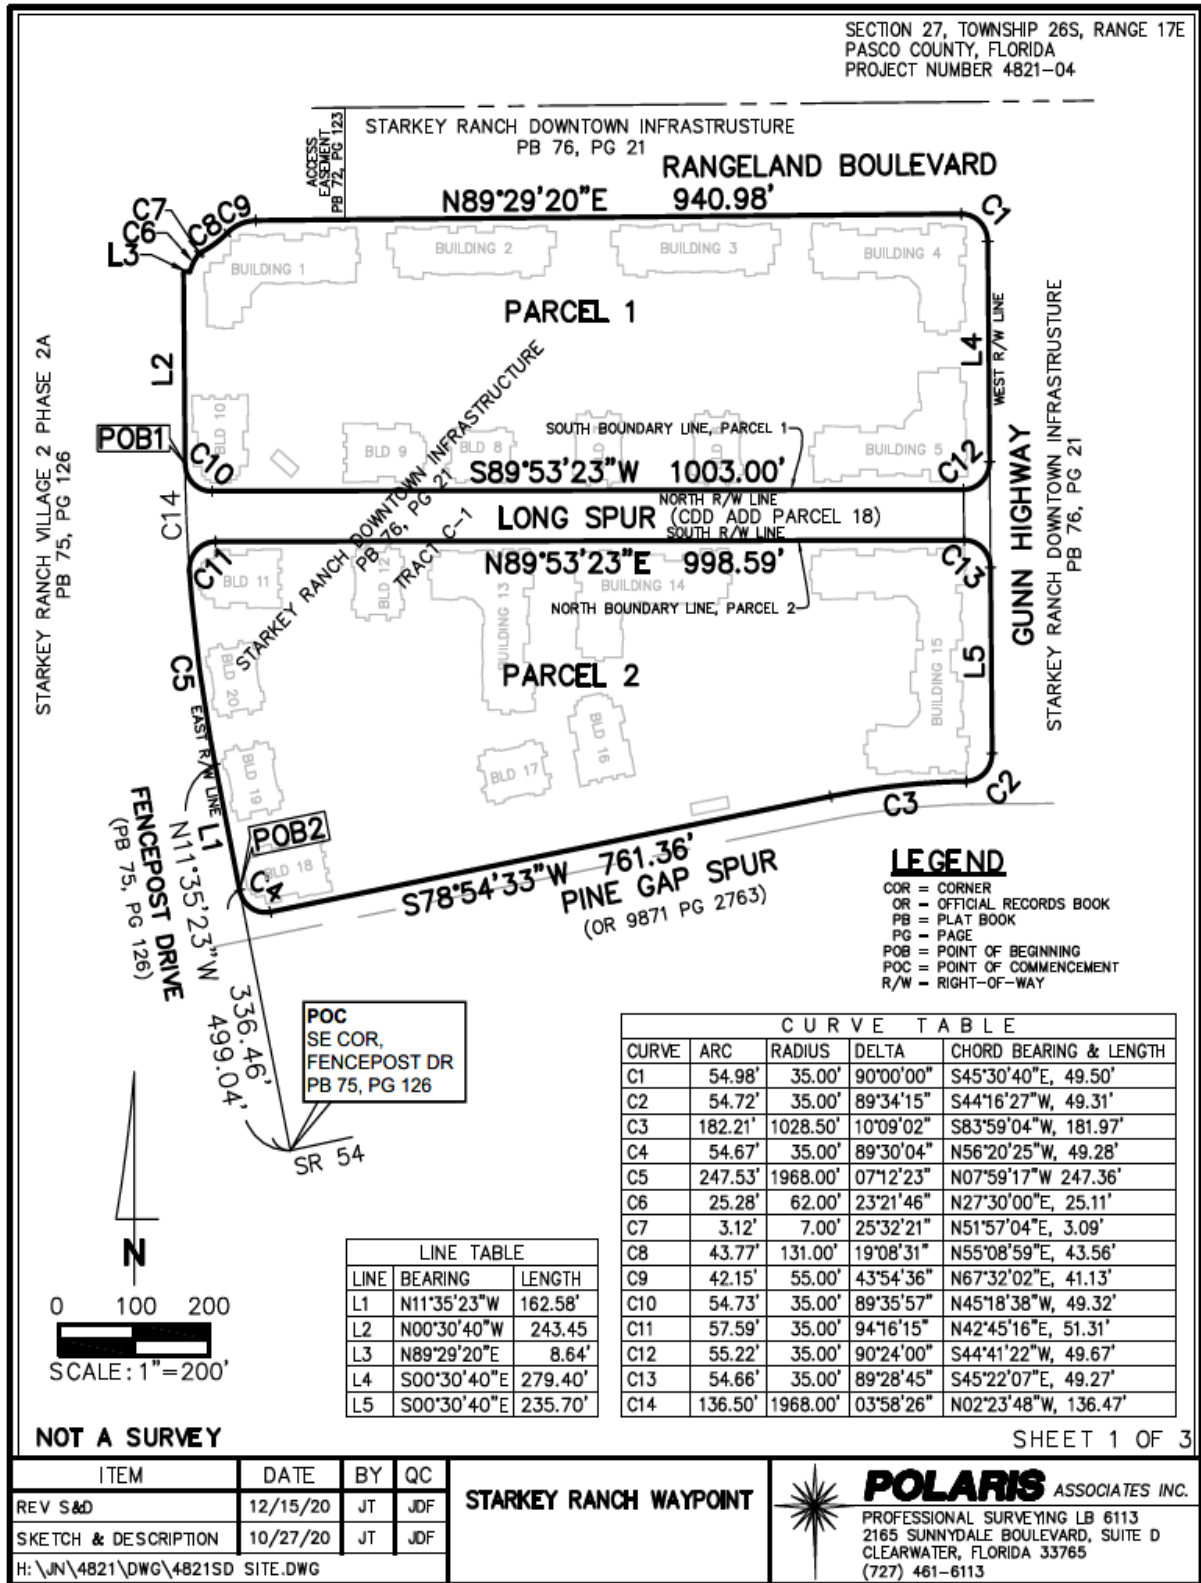 SECTION 27, TOWNSHIP 26S, RANGE 17E
PASCO COUNTY, FLORIDA
PROJECT NUMBER 4821-04
STARKEY RANCH DOWNTOWN INFRASTRUSTURE
PB 76, PG 21
ACCESS
EASEMENT
PB 72, PG 123
RANGELAND BOULEVARD
N89°29'20"E 940.98'
C1
C9
C8
C7
C6
L3
BUILDING 1
BUILDING 2
BUILDING 3
BUILDING 4
PARCEL 1
L2
L4
WEST R/W LINE
STARKEY RANCH VILLAGE 2 PHASE 2A
PB 75, PG 126
STARKEY RANCH DOWNTOWN INFRASTRUCTURE
PB 76, PG 21
TRACT C-1
POB1
C10
BLD 10
BLD 9
BLD 8
BUILDING 5
SOUTH BOUNDARY LINE, PARCEL 1
S89°53'23"W 1003.00'
C12
C14
NORTH R/W LINE
LONG SPUR (CDD ADD PARCEL 18)
SOUTH R/W LINE
N89°53'23"E 998.59'
C11
C13
BLD 11
BLD 12
BUILDING 13
BUILDING 14
NORTH BOUNDARY LINE, PARCEL 2
GUNN HIGHWAY
STARKEY RANCH DOWNTOWN INFRASTRUSTURE
PB 76, PG 21
PARCEL 2
C5
L5
BUILDING 15
BLD 20
BLD 16
BLD 17
BLD 19
BLD 18
EAST R/W LINE
L1
C2
C3
POB2
C4
S78°54'33"W 761.36'
PINE GAP SPUR
(OR 9871 PG 2763)
FENCEPOST DRIVE
(PB 75, PG 126)
N11°35'23"W
336.46'
499.04'
POC
SE COR,
FENCEPOST DR
PB 75, PG 126
SR 54
LEGEND
COR = CORNER
OR = OFFICIAL RECORDS BOOK
PB = PLAT BOOK
PG = PAGE
POB = POINT OF BEGINNING
POC = POINT OF COMMENCEMENT
R/W = RIGHT-OF-WAY
CURVE TABLE
CURVE ARC RADIUS DELTA CHORD BEARING & LENGTH
C1 54.98' 35.00' 90°00'00" S45°30'40"E, 49.50'
C2 54.72' 35.00' 89°34'15" S44°16'27"W, 49.31'
C3 182.21' 1028.50' 10°09'02" S83°59'04"W, 181.97'
C4 54.67' 35.00' 89°30'04" N56°20'25"W, 49.28'
C5 247.53' 1968.00' 07°12'23" N07°59'17"W 247.36'
C6 25.28' 62.00' 23°21'46" N27°30'00"E, 25.11'
C7 3.12' 7.00' 25°32'21" N51°57'04"E, 3.09'
C8 43.77' 131.00' 19°08'31" N55°08'59"E, 43.56'
C9 42.15' 55.00' 43°54'36" N67°32'02"E, 41.13'
C10 54.73' 35.00' 89°35'57" N45°18'38"W, 49.32'
C11 57.59' 35.00' 94°16'15" N42°45'16"E, 51.31'
C12 55.22' 35.00' 90°24'00" S44°41'22"W, 49.67'
C13 54.66' 35.00' 89°28'45" S45°22'07"E, 49.27'
C14 136.50' 1968.00' 03°58'26" N02°23'48"W, 136.47'
LINE TABLE
LINE BEARING LENGTH
L1 N11°35'23"W 162.58'
L2 N00°30'40"W 243.45
L3 N89°29'20"E 8.64'
L4 S00°30'40"E 279.40'
L5 S00°30'40"E 235.70'
N
0 100 200
SCALE: 1"=200'
NOT A SURVEY
SHEET 1 OF 3
ITEM DATE BY QC
REV S&D 12/15/20 JT JDF
SKETCH & DESCRIPTION 10/27/20 JT JDF
H:\JN\4821\DWG\4821SD SITE.DWG
STARKEY RANCH WAYPOINT
POLARIS ASSOCIATES INC.
PROFESSIONAL SURVEYING LB 6113
2165 SUNNYDALE BOULEVARD, SUITE D
CLEARWATER, FLORIDA 33765
(727) 461-6113